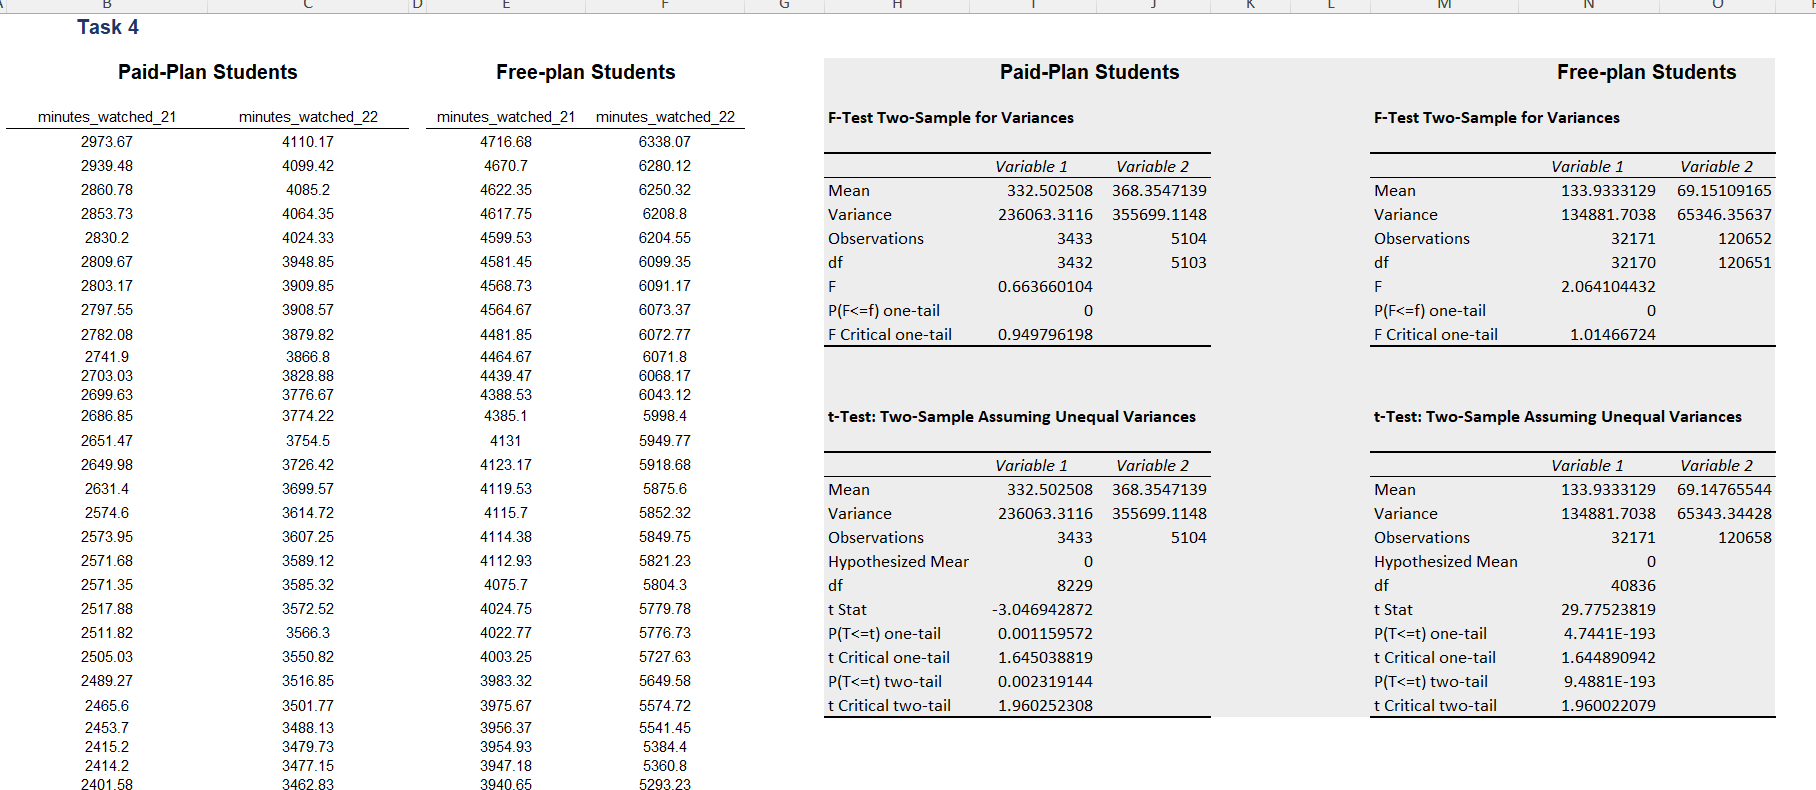 A B C D E F G H I J K L M N O
Task 4
Paid-Plan Students Free-plan Students Paid-Plan Students Free-plan Students
minutes_watched_21 minutes_watched_22 minutes_watched_21 minutes_watched_22 F-Test Two-Sample for Variances F-Test Two-Sample for Variances
2973.67 4110.17 4716.68 6338.07
2939.48 4099.42 4670.7 6280.12 Variable 1 Variable 2 Variable 1 Variable 2
2860.78 4085.2 4622.35 6250.32 Mean 332.502508 368.3547139 Mean 133.9333129 69.15109165
2853.73 4064.35 4617.75 6208.8 Variance 236063.3116 355699.1148 Variance 134881.7038 65346.35637
2830.2 4024.33 4599.53 6204.55 Observations 3433 5104 Observations 32171 120652
2809.67 3948.85 4581.45 6099.35 df 3432 5103 df 32170 120651
2803.17 3909.85 4568.73 6091.17 F 0.663660104 F 2.064104432
2797.55 3908.57 4564.67 6073.37 P(F<=f) one-tail 0 P(F<=f) one-tail 0
2782.08 3879.82 4481.85 6072.77 F Critical one-tail 0.949796198 F Critical one-tail 1.01466724
2741.9 3866.8 4464.67 6071.8
2703.03 3828.88 4439.47 6068.17
2699.63 3776.67 4388.53 6043.12
2686.85 3774.22 4385.1 5998.4 t-Test: Two-Sample Assuming Unequal Variances t-Test: Two-Sample Assuming Unequal Variances
2651.47 3754.5 4131 5949.77
2649.98 3726.42 4123.17 5918.68 Variable 1 Variable 2 Variable 1 Variable 2
2631.4 3699.57 4119.53 5875.6 Mean 332.502508 368.3547139 Mean 133.9333129 69.14765544
2574.6 3614.72 4115.7 5852.32 Variance 236063.3116 355699.1148 Variance 134881.7038 65343.34428
2573.95 3607.25 4114.38 5849.75 Observations 3433 5104 Observations 32171 120658
2571.68 3589.12 4112.93 5821.23 Hypothesized Mear 0 Hypothesized Mean 0
2571.35 3585.32 4075.7 5804.3 df 8229 df 40836
2517.88 3572.52 4024.75 5779.78 t Stat -3.046942872 t Stat 29.77523819
2511.82 3566.3 4022.77 5776.73 P(T<=t) one-tail 0.001159572 P(T<=t) one-tail 4.7441E-193
2505.03 3550.82 4003.25 5727.63 t Critical one-tail 1.645038819 t Critical one-tail 1.644890942
2489.27 3516.85 3983.32 5649.58 P(T<=t) two-tail 0.002319144 P(T<=t) two-tail 9.4881E-193
2465.6 3501.77 3975.67 5574.72 t Critical two-tail 1.960252308 t Critical two-tail 1.960022079
2453.7 3488.13 3956.37 5541.45
2415.2 3479.73 3954.93 5384.4
2414.2 3477.15 3947.18 5360.8
2401.58 3462.83 3940.65 5293.23